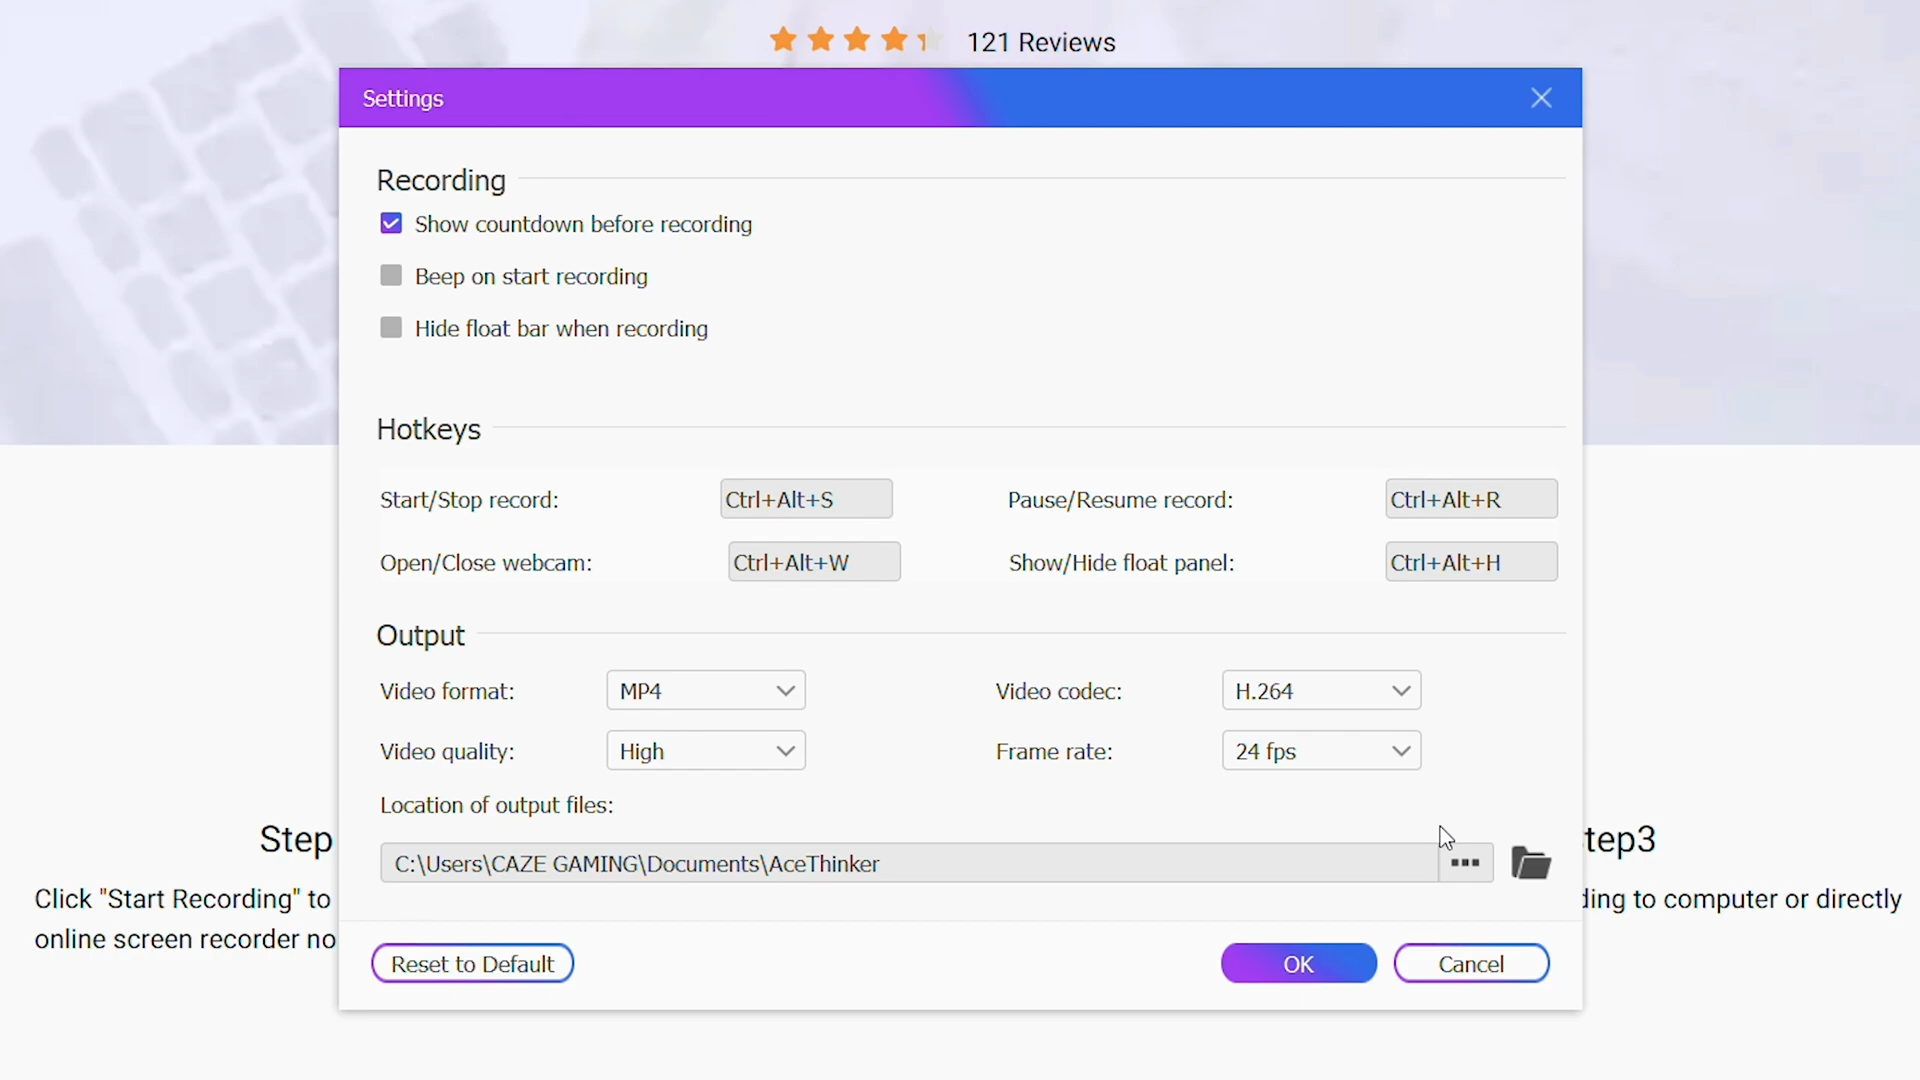 121 Reviews
Settings
Recording
Show countdown before recording
Beep on start recording
Hide float bar when recording
Hotkeys
Start/Stop record: Ctrl+Alt+S Pause/Resume record: Ctrl+Alt+R
Open/Close webcam: Ctrl+Alt+W Show/Hide float panel: Ctrl+Alt+H
Output
Video format: MP4 Video codec: H.264
Video quality: High Frame rate: 24 fps
Location of output files:
C:\Users\CAZE GAMING\Documents\AceThinker
Step
tep3
Click "Start Recording" to
ding to computer or directly
online screen recorder no
Reset to Default OK Cancel